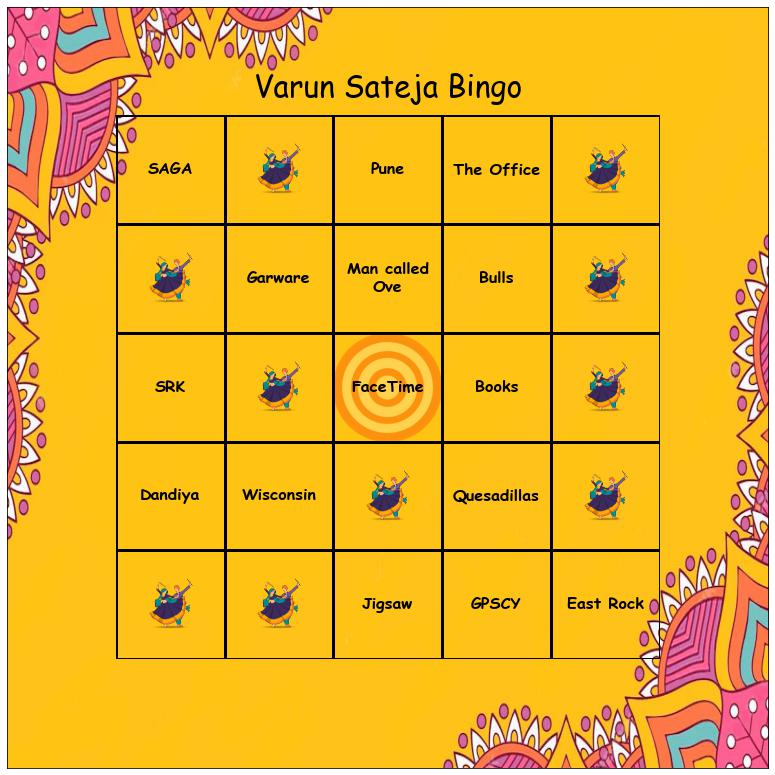 Varun Sateja Bingo
SAGA
Pune
The Office
Garware
Man called
Ove
Bulls
SRK
FaceTime
Books
Dandiya
Wisconsin
Quesadillas
Jigsaw
GPSCY
East Rock